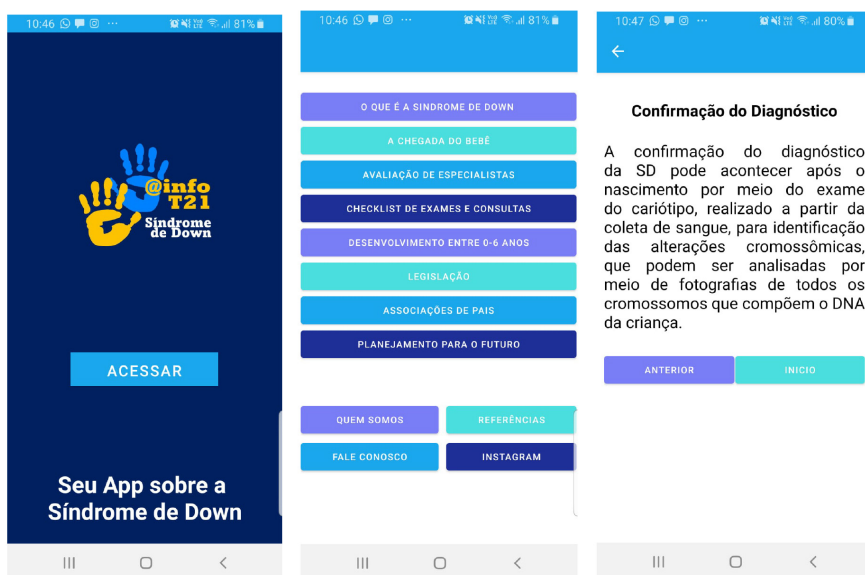 10:46 ... 81%
@info
T21
Síndrome
de Down
ACESSAR
Seu App sobre a
Síndrome de Down
10:46 ... 81%
O QUE É A SINDROME DE DOWN
A CHEGADA DO BEBÊ
AVALIAÇÃO DE ESPECIALISTAS
CHECKLIST DE EXAMES E CONSULTAS
DESENVOLVIMENTO ENTRE 0-6 ANOS
LEGISLAÇÃO
ASSOCIAÇÕES DE PAIS
PLANEJAMENTO PARA O FUTURO
QUEM SOMOS
REFERÊNCIAS
FALE CONOSCO
INSTAGRAM
10:47 ... 80%
Confirmação do Diagnóstico
A confirmação do diagnóstico
da SD pode acontecer após o
nascimento por meio do exame
do cariótipo, realizado a partir da
coleta de sangue, para identificação
das alterações cromossômicas,
que podem ser analisadas por
meio de fotografias de todos os
cromossomos que compõem o DNA
da criança.
ANTERIOR
INICIO